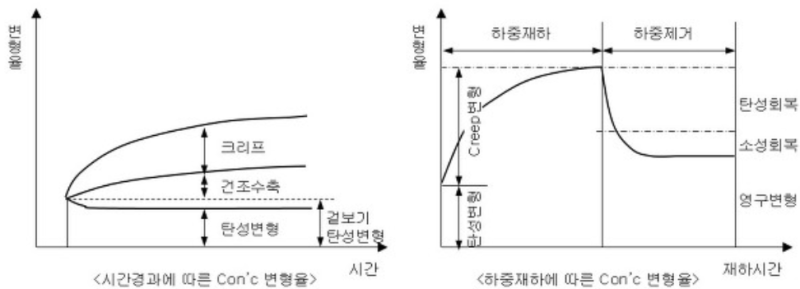 변형율
크리프
건조수축
탄성변형
겉보기
탄성변형
시간
<시간경과에 따른 Con'c 변형율>
변형율
하중재하
하중제거
Creep변형
탄성변형
탄성회복
소성회복
영구변형
재하시간
<하중재하에 따른 Con'c 변형율>